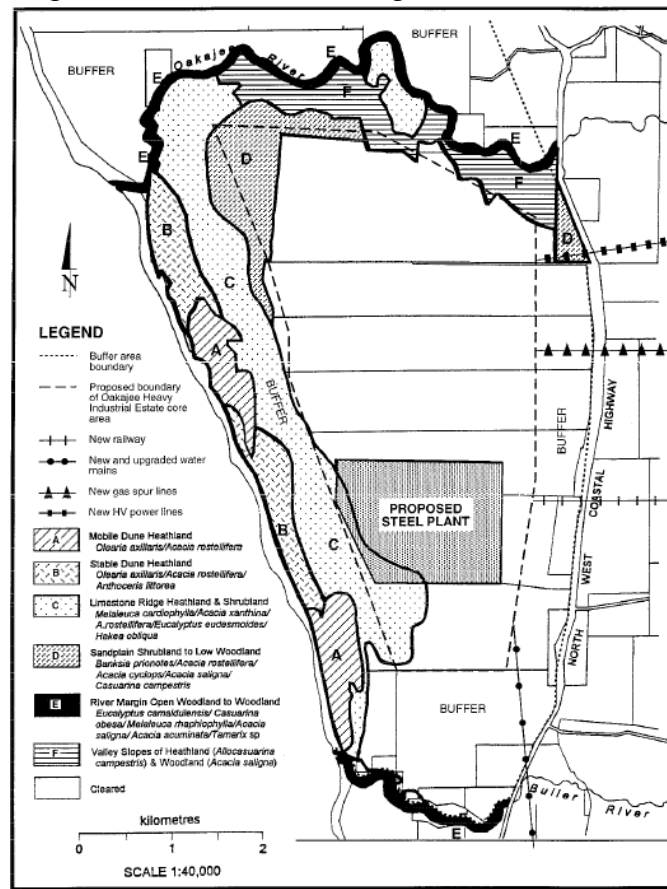 BUFFER
E
Oakajee
River
E
BUFFER
E
F
E
E
D
F
D
B
N
C
A
LEGEND
Buffer area
boundary
Proposed boundary
of Oakajee Heavy
Industrial Estate core
area
New railway
New and upgraded water
mains
New gas spur lines
New HV power lines
A
Mobile Dune Heathland
Olearia axillaris/Acacia rostellifera
B
Stable Dune Heathland
Olearia axillaris/Acacia rostellifera/
Anthoceris littorea
C
Limestone Ridge Heathland & Shrubland
Melaleuca cardiophylla/Acacia xanthina/
A.rostellifera/Eucalyptus eudesmoides/
Hakea obliqua
D
Sandplain Shrubland to Low Woodland
Banksia prionotes/Acacia rostellifera/
Acacia cyclops/Acacia saligna/
Casuarina campestris
E
River Margin Open Woodland to Woodland
Eucalyptus camaldulensis/ Casuarina
obesa/ Melaleuca rhaphiophylla/Acacia
saligna/ Acacia acuminata/Tamarix sp
F
Valley Slopes of Heathland (Allocasuarina
campestris) & Woodland (Acacia saligna)
Cleared
BUFFER
BUFFER
NORTH WEST COASTAL HIGHWAY
PROPOSED
STEEL PLANT
B
C
A
BUFFER
Buller
River
E
kilometres
0 1 2
SCALE 1:40,000